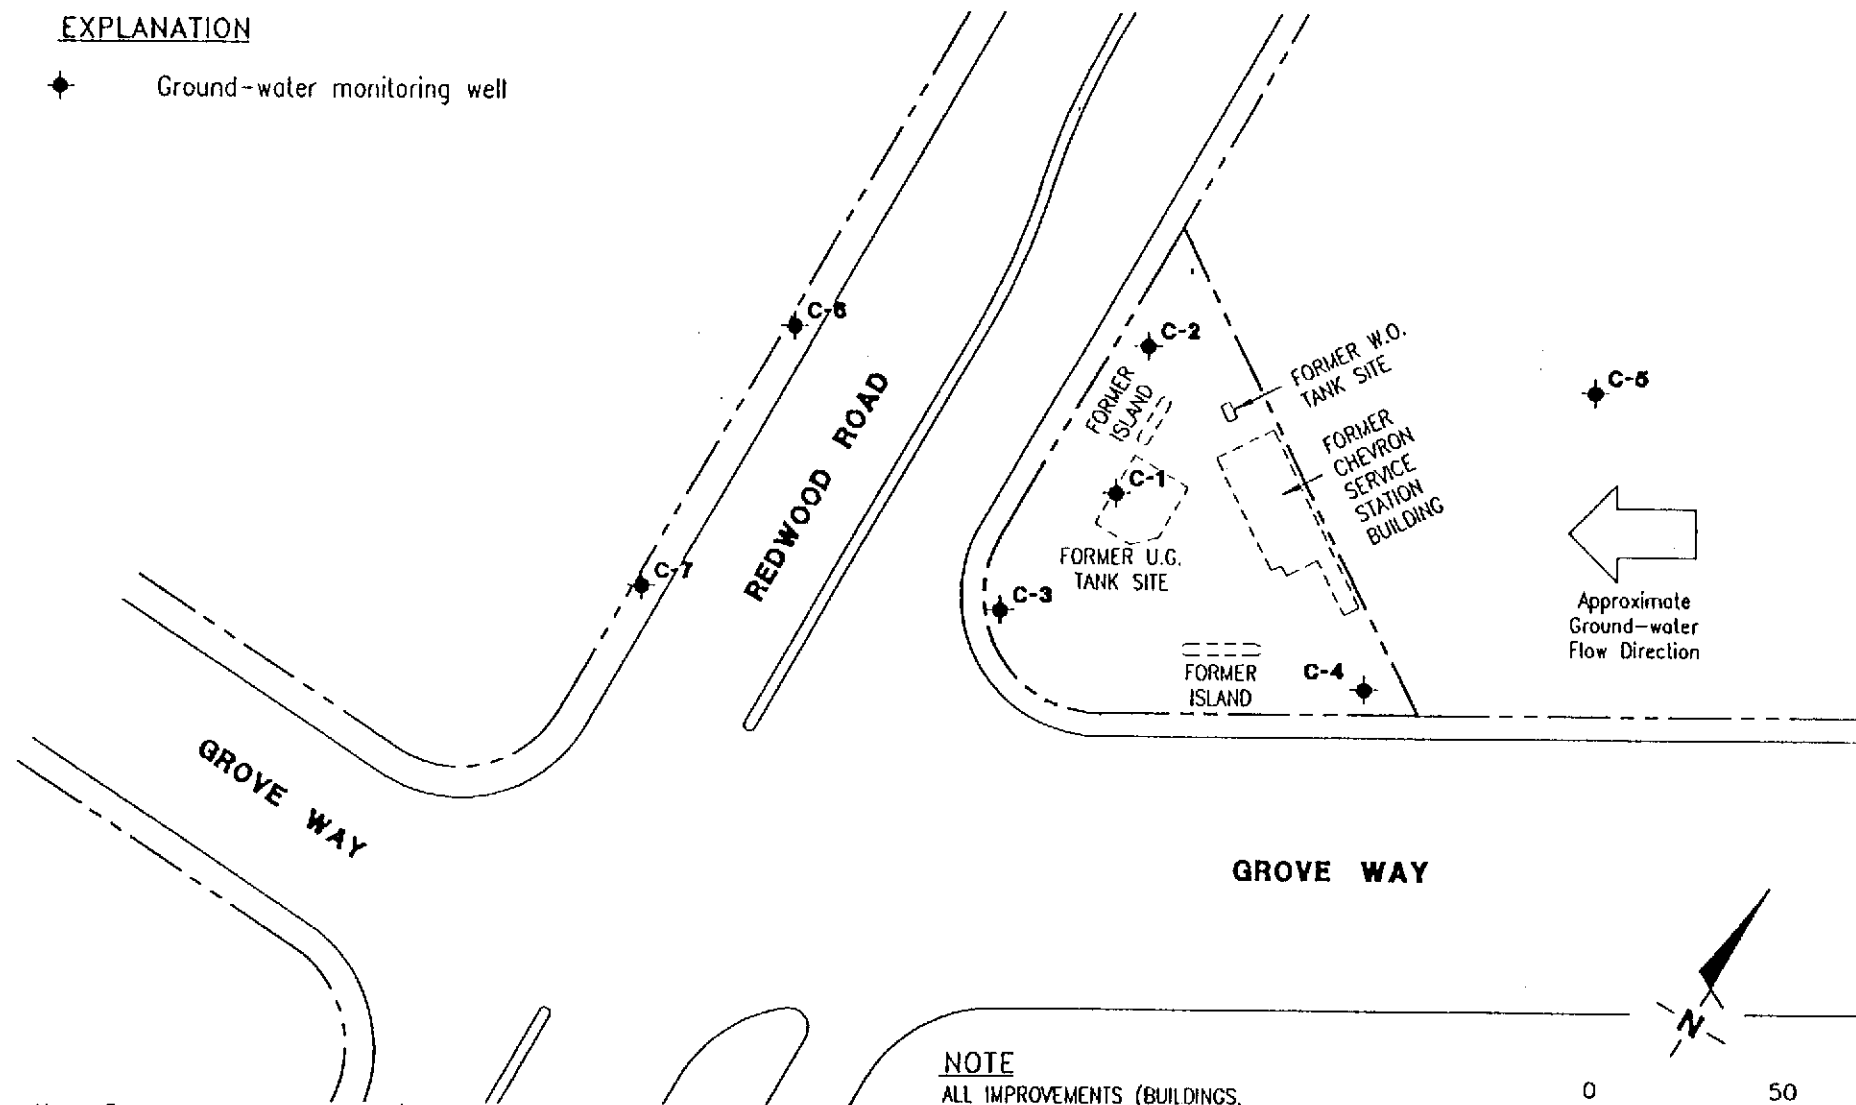 EXPLANATION
Ground-water monitoring well
C-6
C-2
FORMER W.O.
TANK SITE
C-5
FORMER
ISLAND
FORMER
CHEVRON
SERVICE
STATION
BUILDING
REDWOOD ROAD
C-1
FORMER U.G.
TANK SITE
C-7
C-3
Approximate
Ground-water
Flow Direction
FORMER
ISLAND
C-4
GROVE WAY
GROVE WAY
N
NOTE
ALL IMPROVEMENTS (BUILDINGS,
0 50